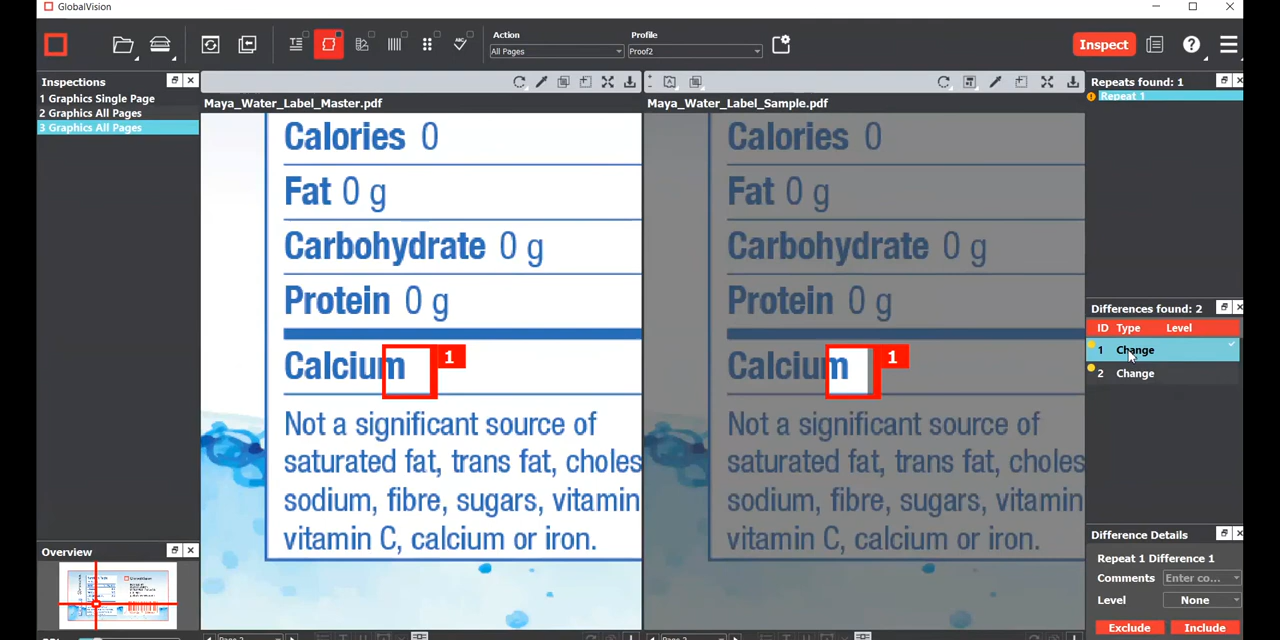 GlobalVision
Action
All Pages
Profile
Proof2
Inspect
Inspections
1 Graphics Single Page
2 Graphics All Pages
3 Graphics All Pages
Maya_Water_Label_Master.pdf
Calories 0
Fat 0 g
Carbohydrate 0 g
Protein 0 g
Calcium
1
Not a significant source of
saturated fat, trans fat, choles
sodium, fibre, sugars, vitamin
vitamin C, calcium or iron.
Maya_Water_Label_Sample.pdf
Calories 0
Fat 0 g
Carbohydrate 0 g
Protein 0 g
Calcium
1
Not a significant source of
saturated fat, trans fat, choles
sodium, fibre, sugars, vitamin
vitamin C, calcium or iron.
Repeats found: 1
Repeat 1
Differences found: 2
ID Type Level
1 Change
2 Change
Difference Details
Repeat 1 Difference 1
Comments Enter co...
Level None
Exclude Include
Overview